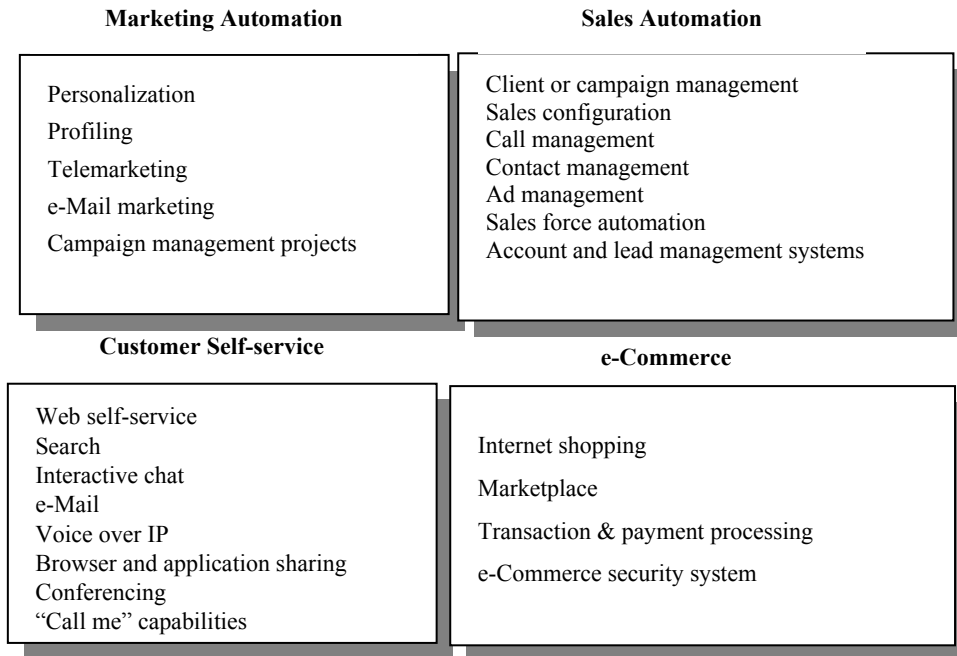 Marketing Automation
Personalization
Profiling
Telemarketing
e-Mail marketing
Campaign management projects
Sales Automation
Client or campaign management
Sales configuration
Call management
Contact management
Ad management
Sales force automation
Account and lead management systems
Customer Self-service
Web self-service
Search
Interactive chat
e-Mail
Voice over IP
Browser and application sharing
Conferencing
“Call me” capabilities
e-Commerce
Internet shopping
Marketplace
Transaction & payment processing
e-Commerce security system